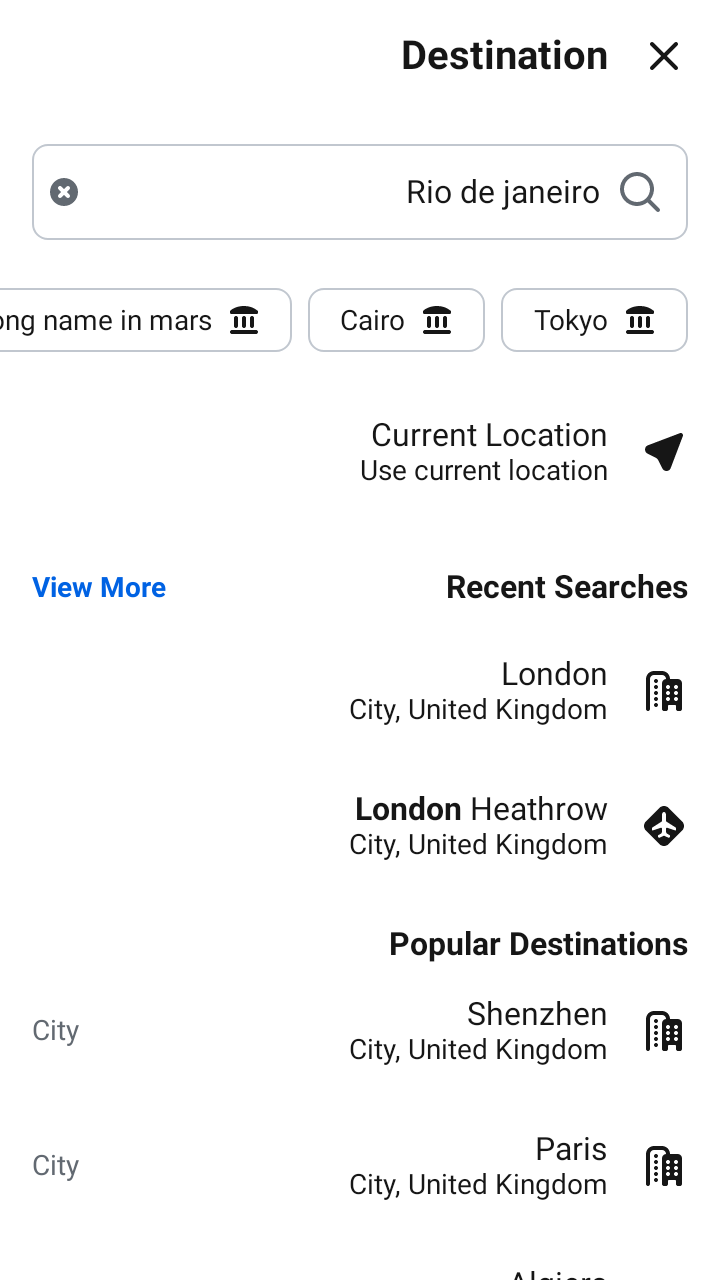 Destination
Rio de janeiro
Tokyo
Cairo
name in mars
Current Location
Use current location
Recent Searches
View More
London
City, United Kingdom
London Heathrow
City, United Kingdom
Popular Destinations
Shenzhen
City, United Kingdom
City
Paris
City, United Kingdom
City